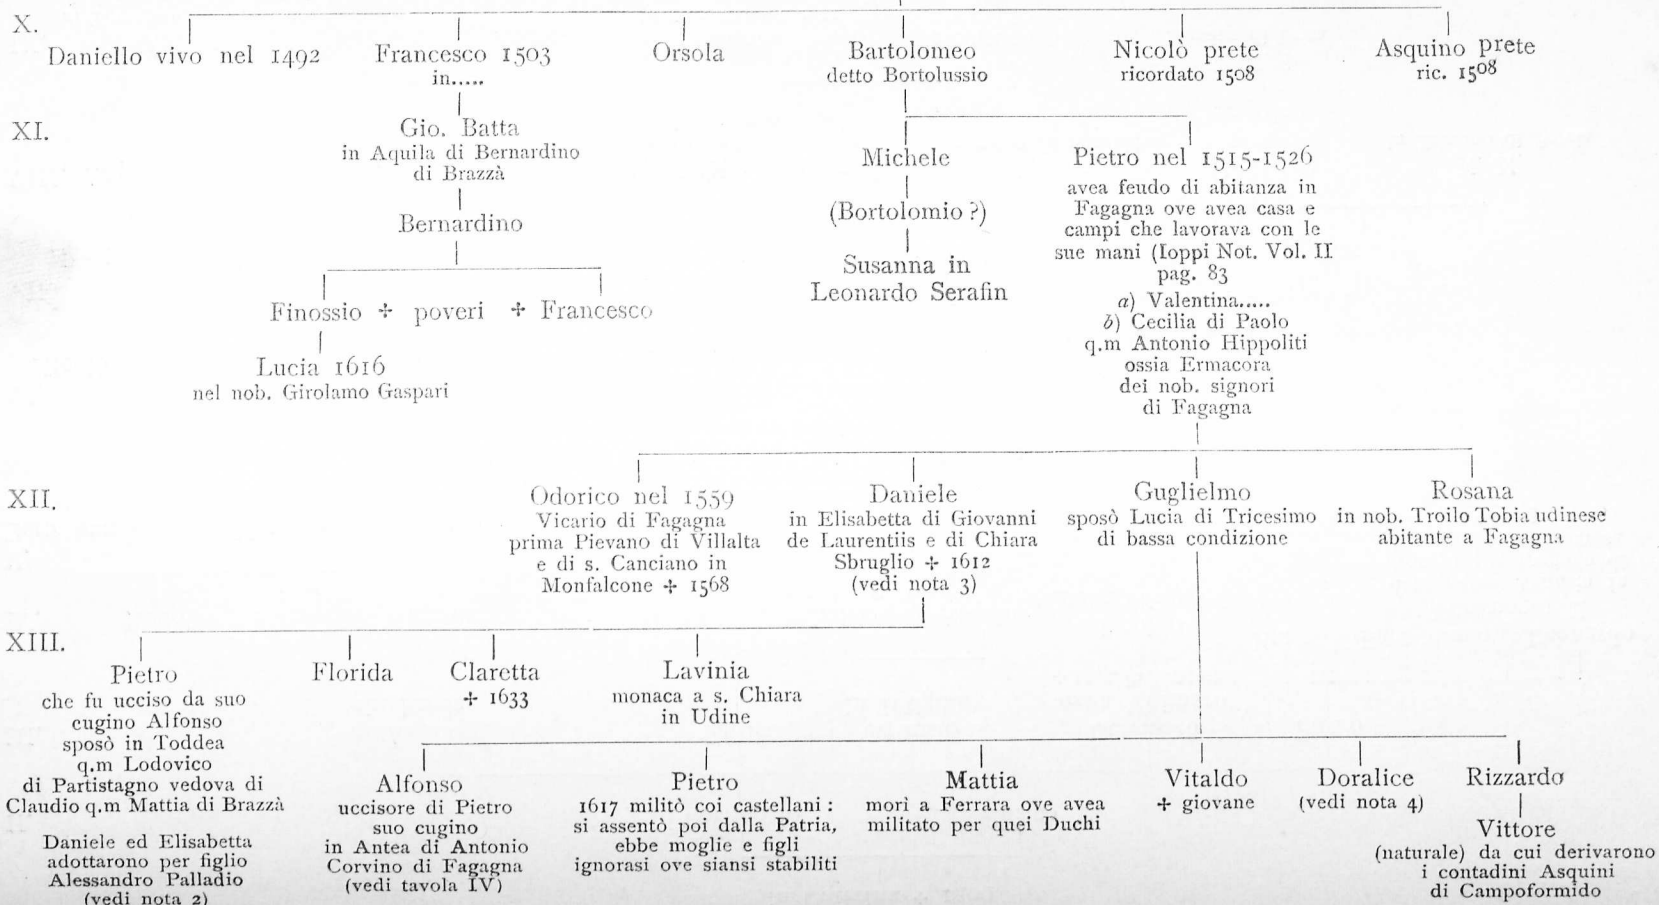 X.
Daniello vivo nel 1492
Francesco 1503
in.....
Orsola
Bartolomeo
detto Bortolussio
Nicolò prete
ricordato 1508
Asquino prete
ric. 1508
XI.
Gio. Batta
in Aquila di Bernardino
di Brazzà
Bernardino
Finossio ∻ poveri ∻ Francesco
Lucia 1616
nel nob. Girolamo Gaspari
Michele
(Bortolomio ?)
Susanna in
Leonardo Serafin
Pietro nel 1515-1526
avea feudo di abitanza in
Fagagna ove avea casa e
campi che lavorava con le
sue mani (Ioppi Not. Vol. II
pag. 83
a) Valentina.....
b) Cecilia di Paolo
q.m Antonio Hippoliti
ossia Ermacora
dei nob. signori
di Fagagna
XII.
Odorico nel 1559
Vicario di Fagagna
prima Pievano di Villalta
e di s. Canciano in
Monfalcone ∻ 1568
Daniele
in Elisabetta di Giovanni
de Laurentiis e di Chiara
Sbruglio ∻ 1612
(vedi nota 3)
Guglielmo
sposò Lucia di Tricesimo
di bassa condizione
Rosana
in nob. Troilo Tobia udinese
abitante a Fagagna
XIII.
Pietro
che fu ucciso da suo
cugino Alfonso
sposò in Toddea
q.m Lodovico
di Partistagno vedova di
Claudio q.m Mattia di Brazzà
Daniele ed Elisabetta
adottarono per figlio
Alessandro Palladio
(vedi nota 2)
Florida
Claretta
∻ 1633
Lavinia
monaca a s. Chiara
in Udine
Alfonso
uccisore di Pietro
suo cugino
in Antea di Antonio
Corvino di Fagagna
(vedi tavola IV)
Pietro
1617 militò coi castellani :
si assentò poi dalla Patria,
ebbe moglie e figli
ignorasi ove siansi stabiliti
Mattia
morì a Ferrara ove avea
militato per quei Duchi
Vitaldo
∻ giovane
Doralice
(vedi nota 4)
Rizzardo
Vittore
(naturale) da cui derivarono
i contadini Asquini
di Campoformido